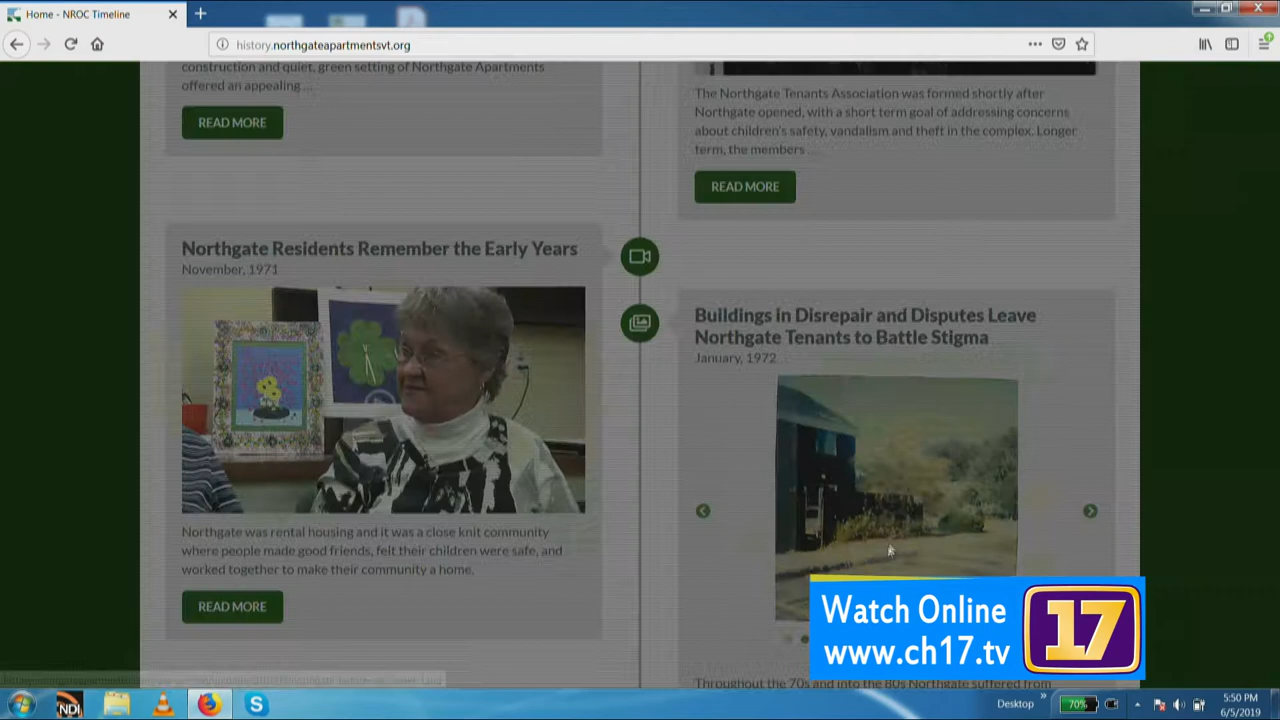 Home - NROC Timeline
history.northgateapartmentsvt.org
construction and quiet, green setting of Northgate Apartments
offered an appealing ...
READ MORE
The Northgate Tenants Association was formed shortly after
Northgate opened, with a short term goal of addressing concerns
about children's safety, vandalism and theft in the complex. Longer
term, the members ...
READ MORE
Northgate Residents Remember the Early Years
November, 1971
Northgate was rental housing and it was a close knit community
where people made good friends, felt their children were safe, and
worked together to make their community a home.
READ MORE
Buildings in Disrepair and Disputes Leave
Northgate Tenants to Battle Stigma
January, 1972
Throughout the 70s and into the 80s Northgate suffered from
Watch Online
www.ch17.tv
17
NDI
Desktop
70%
5:50 PM
6/5/2019